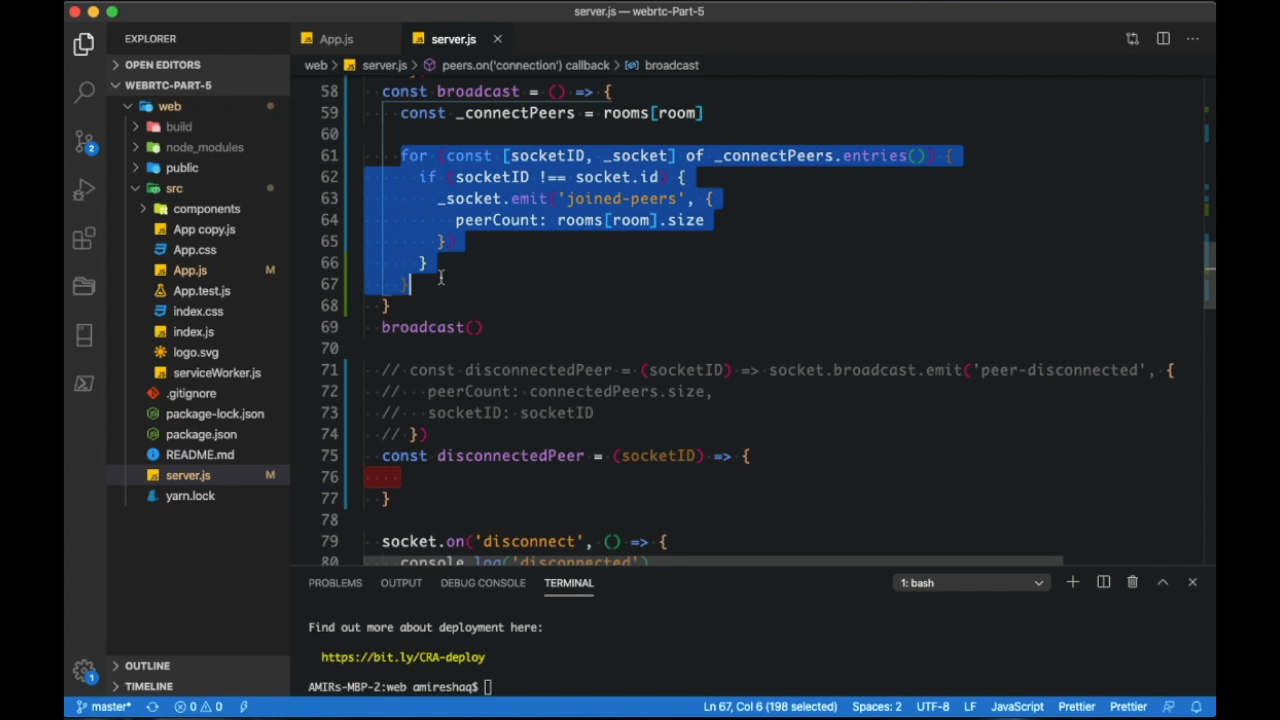 server.js — webrtc-Part-5
EXPLORER
App.js
server.js
OPEN EDITORS
web
server.js
peers.on('connection') callback
broadcast
WEBRTC-PART-5
web
build
node_modules
public
src
components
App copy.js
App.css
App.js M
App.test.js
index.css
index.js
logo.svg
serviceWorker.js
.gitignore
package-lock.json
package.json
README.md
server.js M
yarn.lock
OUTLINE
TIMELINE
2
1
58 const broadcast = () => {
59 const _connectPeers = rooms[room]
60
61 for (const [socketID, _socket] of _connectPeers.entries()) {
62 if (socketID !== socket.id) {
63 _socket.emit('joined-peers', {
64 peerCount: rooms[room].size
65 })
66 }
67 }
68 }
69 broadcast()
70
71 // const disconnectedPeer = (socketID) => socket.broadcast.emit('peer-disconnected', {
72 // peerCount: connectedPeers.size,
73 // socketID: socketID
74 // })
75 const disconnectedPeer = (socketID) => {
76
77 }
78
79 socket.on('disconnect', () => {
80 console.log('disconnected')
PROBLEMS OUTPUT DEBUG CONSOLE TERMINAL 1: bash
Find out more about deployment here:
https://bit.ly/CRA-deploy
AMIRs-MBP-2:web amireshaq$
master* 0 0 Ln 67, Col 6 (198 selected) Spaces: 2 UTF-8 LF JavaScript Prettier Prettier